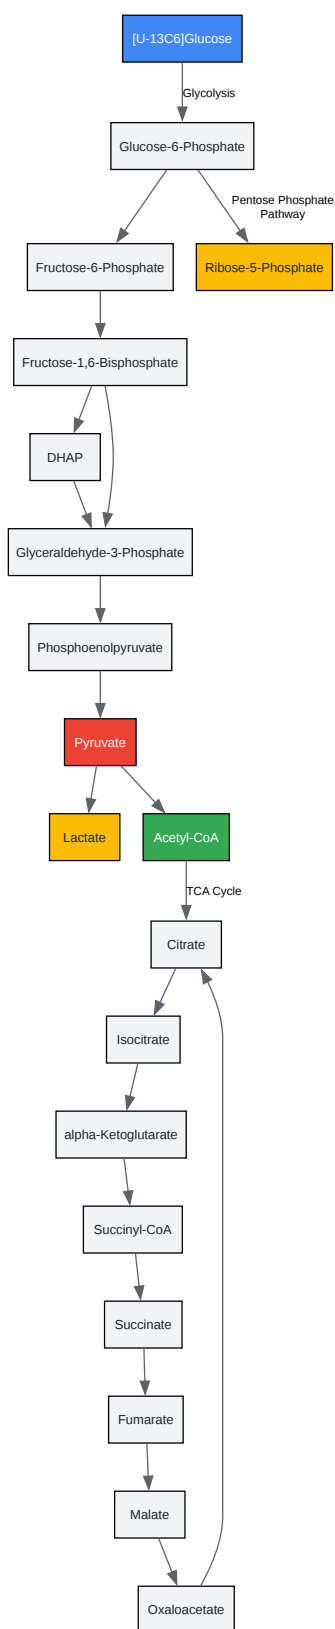 [U-13C6]Glucose
Glycolysis
Glucose-6-Phosphate
Pentose Phosphate
Pathway
Fructose-6-Phosphate
Ribose-5-Phosphate
Fructose-1,6-Bisphosphate
DHAP
Glyceraldehyde-3-Phosphate
Phosphoenolpyruvate
Pyruvate
Lactate
Acetyl-CoA
TCA Cycle
Citrate
Isocitrate
alpha-Ketoglutarate
Succinyl-CoA
Succinate
Fumarate
Malate
Oxaloacetate